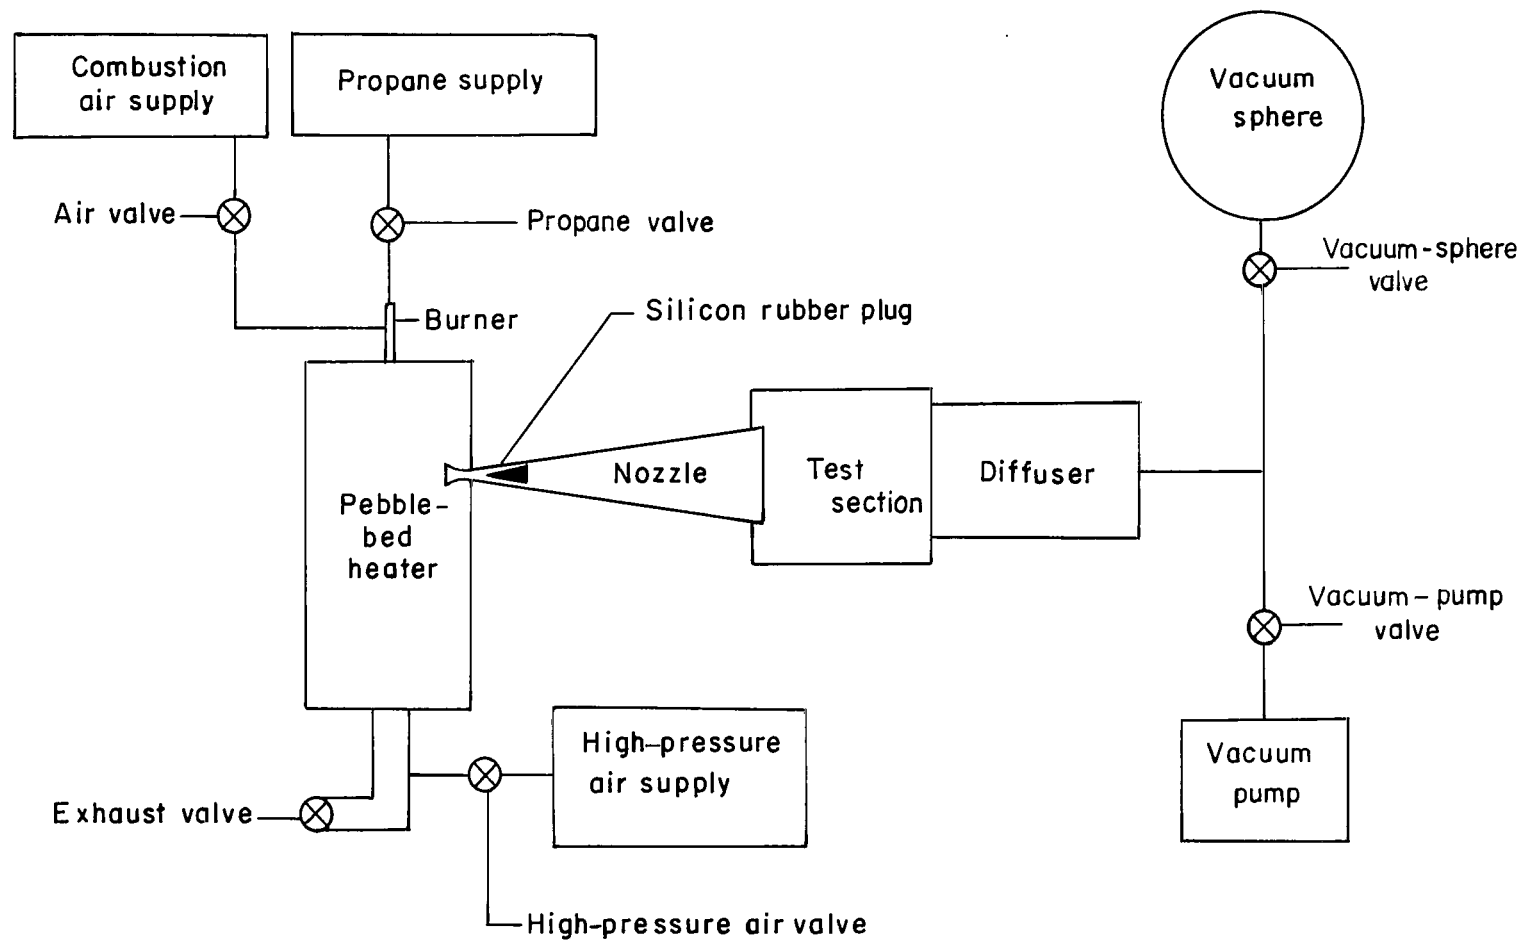 Combustion
air supply
Propane supply
Vacuum
sphere
Air valve
Propane valve
Vacuum-sphere
valve
Burner
Silicon rubber plug
Nozzle
Test
section
Diffuser
Pebble-
bed
heater
Vacuum-pump
valve
High-pressure
air supply
Vacuum
pump
Exhaust valve
High-pressure air valve